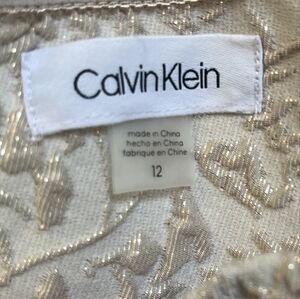 Calvin Klein
made in China
hecho en China
fabriqué en Chine
12